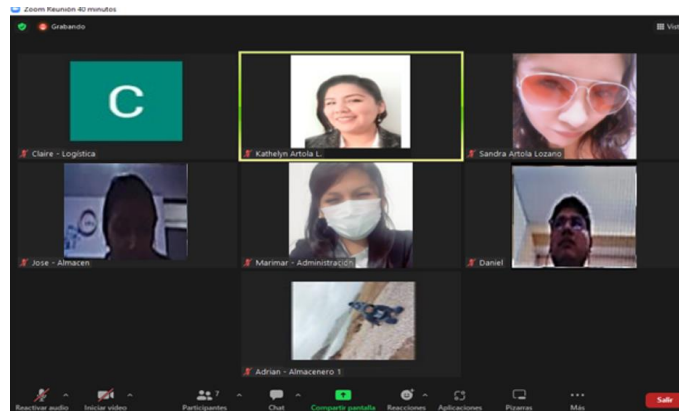 Zoom Reunión 40 minutos
Grabando
Vist
C
Claire - Logística
Kathelyn Artola L.
Sandra Artola Lozano
Jose - Almacen
Marimar - Administración
Daniel
Adrian - Almacenero 1
7
Reactivar audio
Iniciar video
Participantes
Chat
Compartir pantalla
Reacciones
Aplicaciones
Pizarras
Más
Salir